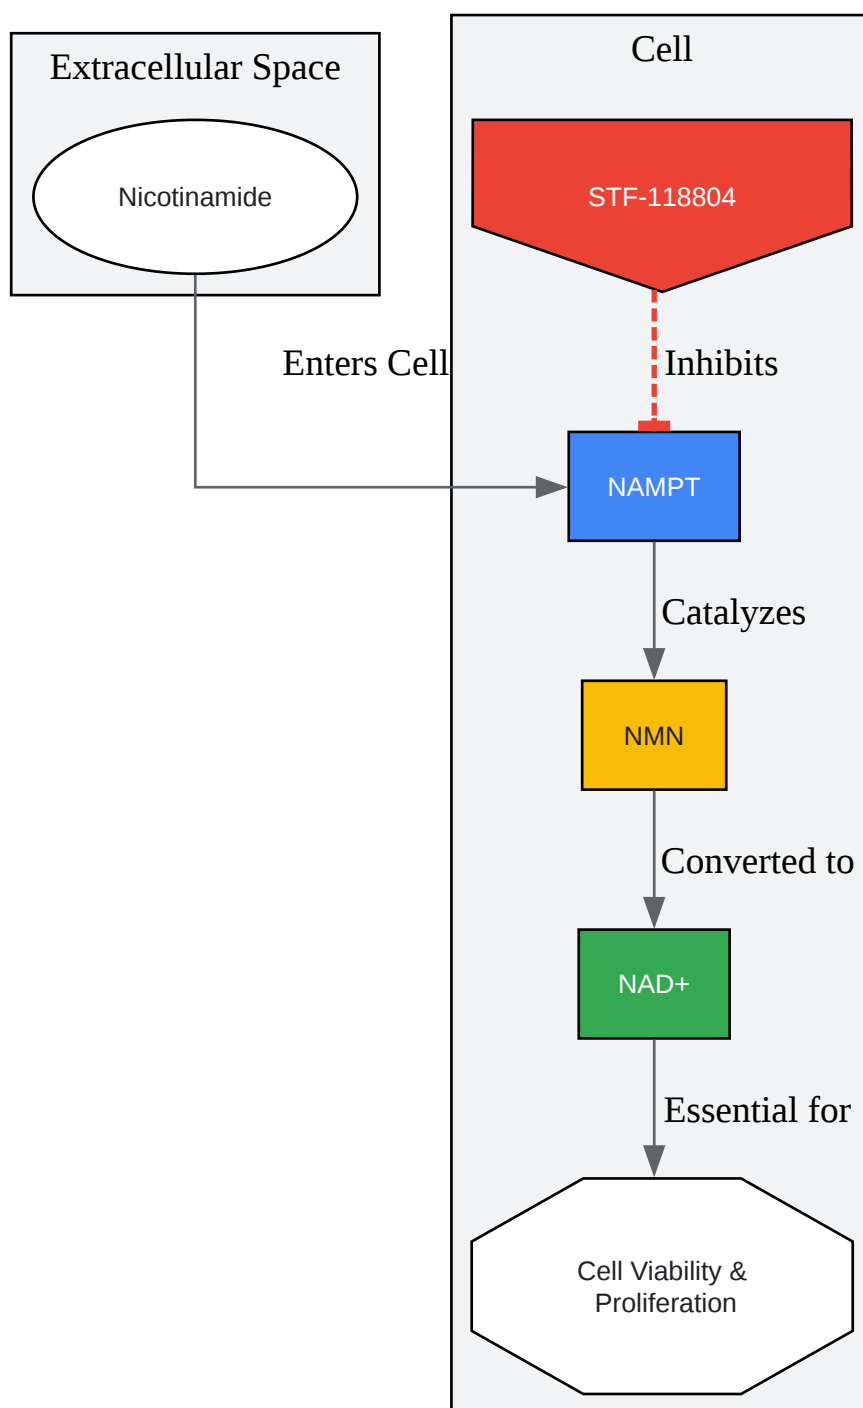 Extracellular Space
Cell
Nicotinamide
STF-118804
Enters Cell
Inhibits
NAMPT
Catalyzes
NMN
Converted to
NAD+
Essential for
Cell Viability &
Proliferation